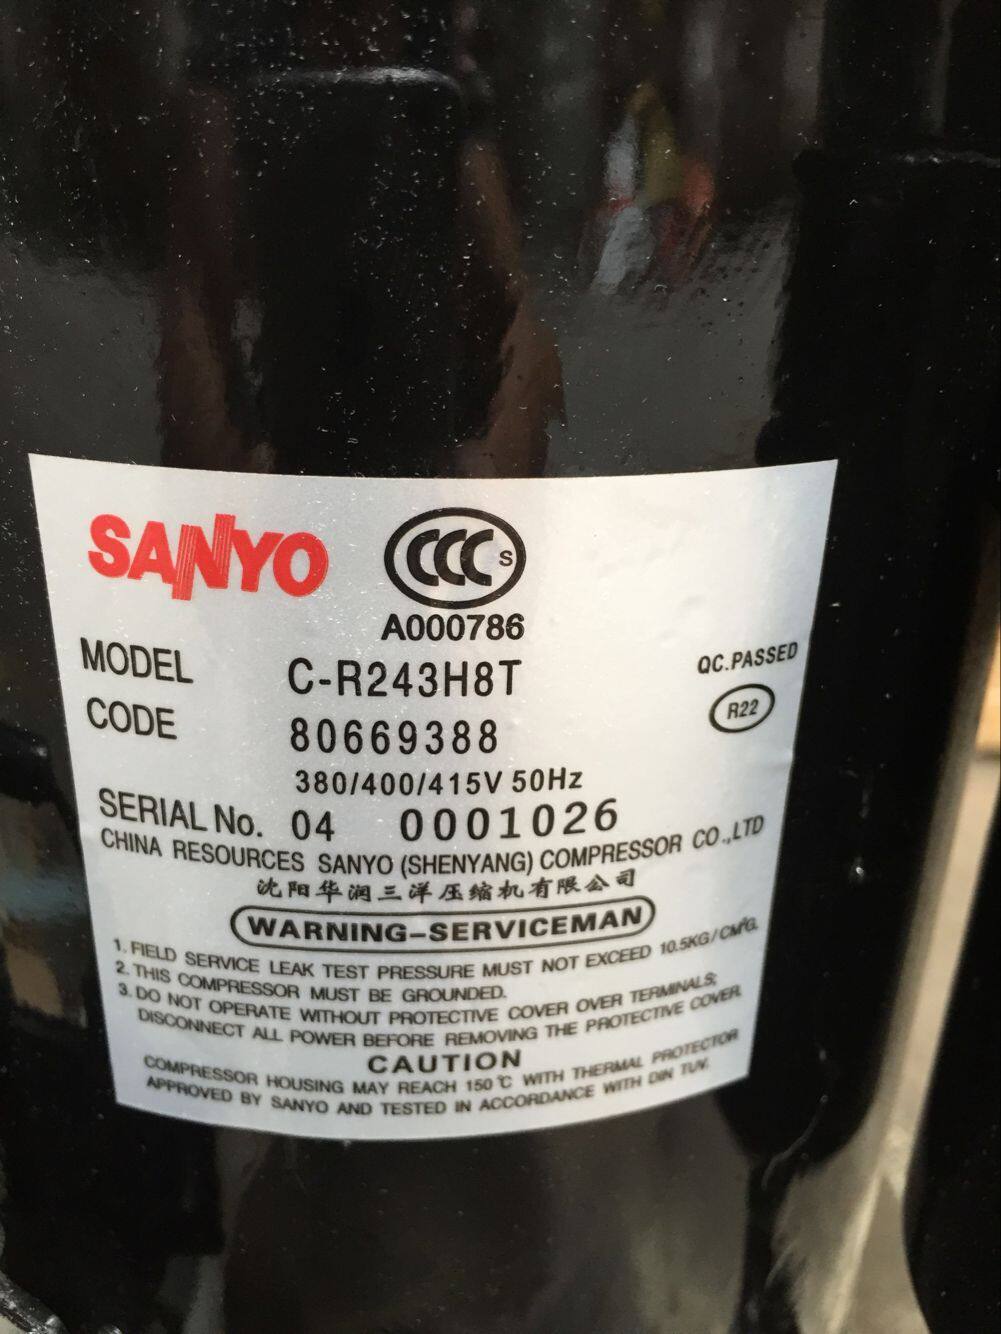 SANYO
CCC S
A000786
MODEL C-R243H8T
QC.PASSED
CODE 80669388
R22
380/400/415V 50Hz
SERIAL No. 04 0001026
CHINA RESOURCES SANYO (SHENYANG) COMPRESSOR CO.,LTD
沈阳华润三洋压缩机有限公司
WARNING-SERVICEMAN
1. FIELD SERVICE LEAK TEST PRESSURE MUST NOT EXCEED 10.5KG/CM²G.
2. THIS COMPRESSOR MUST BE GROUNDED.
3. DO NOT OPERATE WITHOUT PROTECTIVE COVER OVER TERMINALS;
DISCONNECT ALL POWER BEFORE REMOVING THE PROTECTIVE COVER.
CAUTION
COMPRESSOR HOUSING MAY REACH 150℃ WITH THERMAL PROTECTOR
APPROVED BY SANYO AND TESTED IN ACCORDANCE WITH DIN TUV.